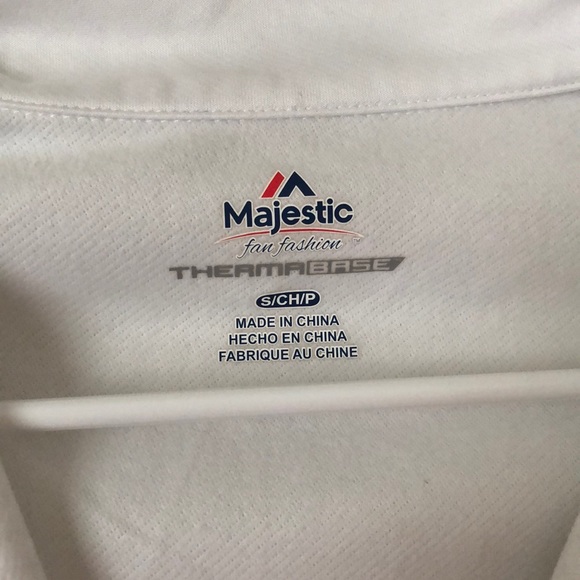 Majestic
fan fashion
THERMABASE
S/CH/P
MADE IN CHINA
HECHO EN CHINA
FABRIQUE AU CHINE